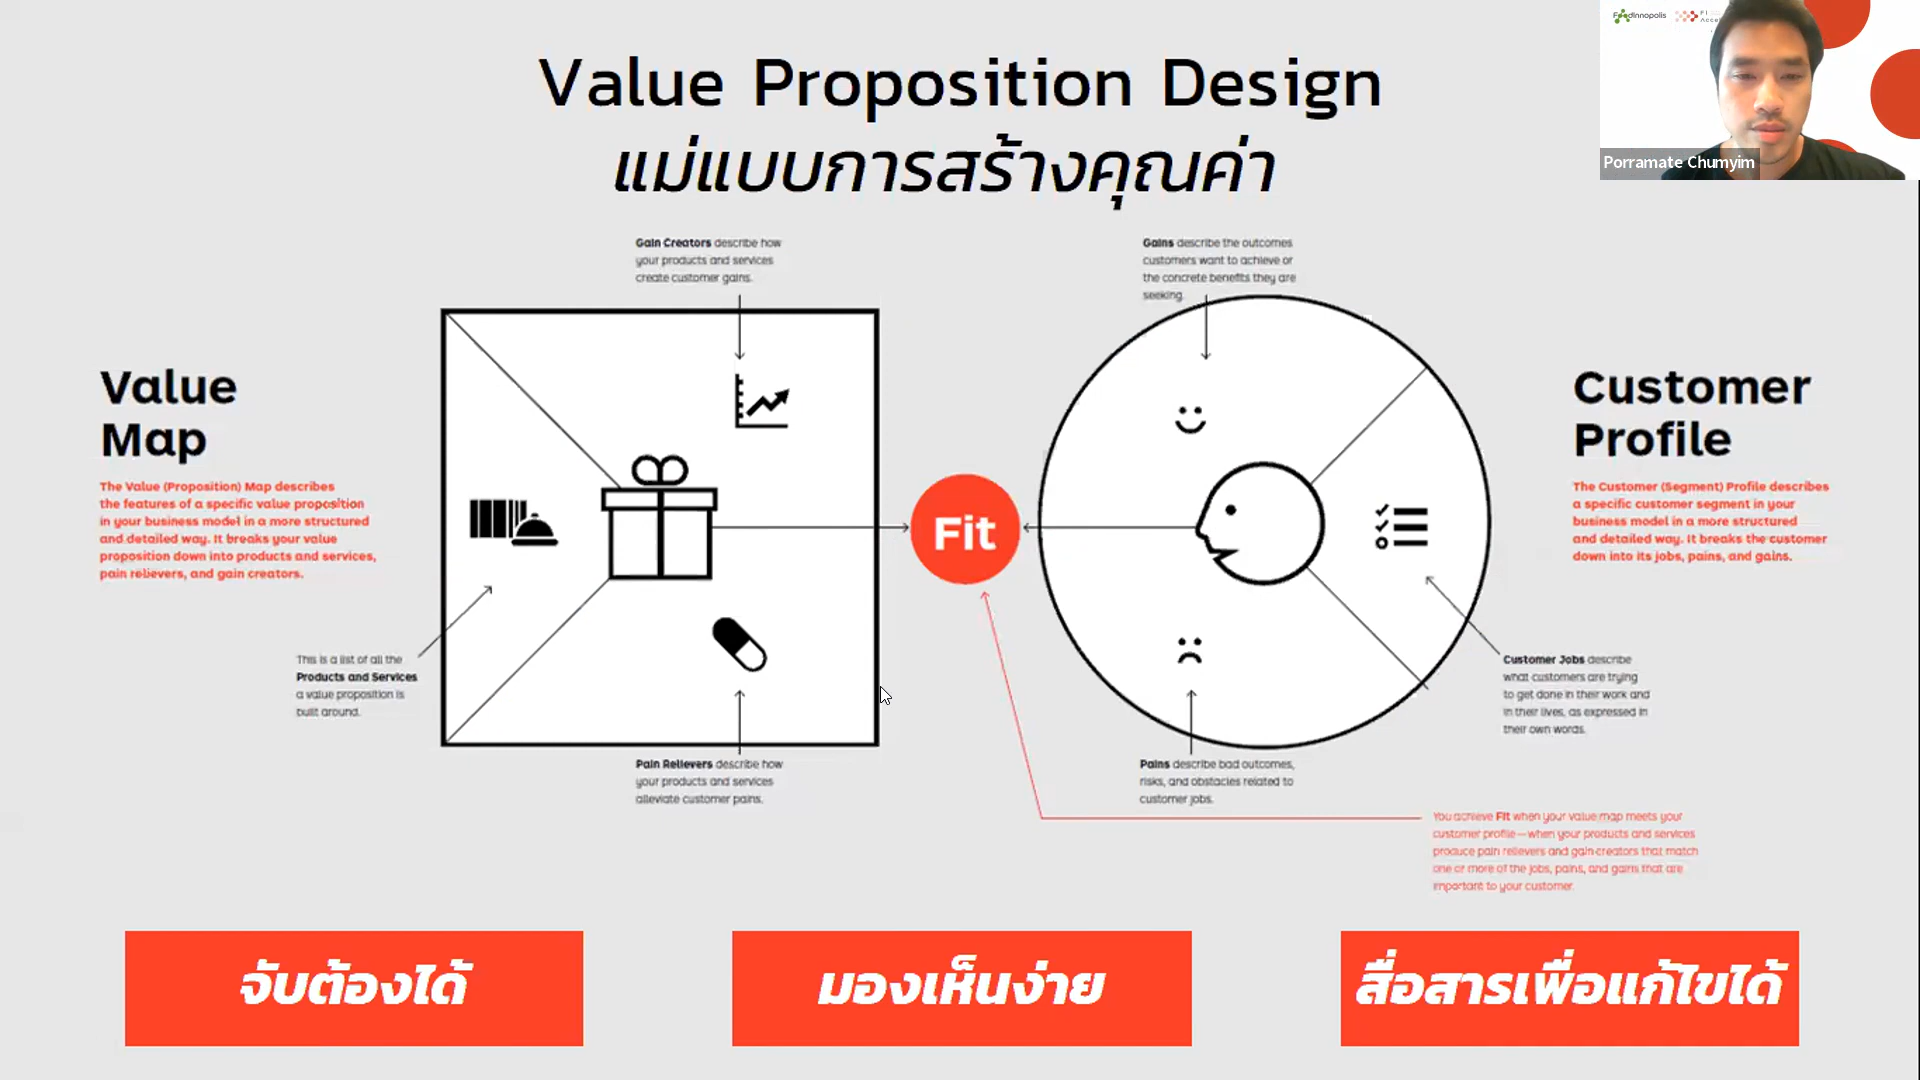 Value Proposition Design
แม่แบบการสร้างคุณค่า
FoodInnopolis
Porramate Chumyim
Gain Creators describe how
your products and services
create customer gains.
Gains describe the outcomes
customers want to achieve or
the concrete benefits they are
seeking.
Value
Map
The Value (Proposition) Map describes
the features of a specific value proposition
in your business model in a more structured
and detailed way. It breaks your value
proposition down into products and services,
pain relievers, and gain creators.
Fit
Customer
Profile
The Customer (Segment) Profile describes
a specific customer segment in your
business model in a more structured
and detailed way. It breaks the customer
down into its jobs, pains, and gains.
This is a list of all the
Products and Services
a value proposition is
built around.
Customer Jobs describe
what customers are trying
to get done in their work and
in their lives, as expressed in
their own words.
Pain Relievers describe how
your products and services
alleviate customer pains.
Pains describe bad outcomes,
risks, and obstacles related to
customer jobs.
You achieve Fit when your value map meets your
customer profile—when your products and services
produce pain relievers and gain creators that match
one or more of the jobs, pains, and gains that are
important to your customer.
จับต้องได้
มองเห็นง่าย
สื่อสารเพื่อแก้ไขได้